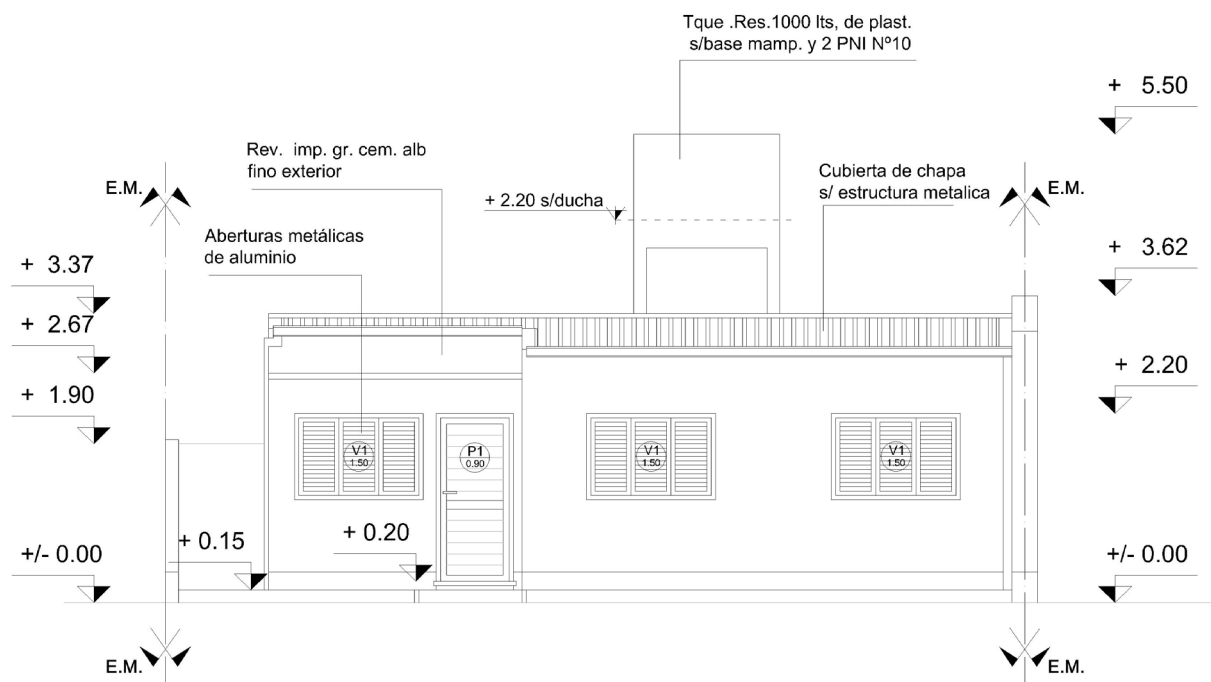 Tque .Res.1000 lts, de plast.
s/base mamp. y 2 PNI Nº10
+ 5.50
Rev. imp. gr. cem. alb
fino exterior
Cubierta de chapa
s/ estructura metalica
E.M.
E.M.
+ 2.20 s/ducha
Aberturas metálicas
de aluminio
+ 3.37
+ 3.62
+ 2.67
+ 2.20
+ 1.90
V1
1.50
P1
0.90
V1
1.50
V1
1.50
+ 0.15
+ 0.20
+/- 0.00
+/- 0.00
E.M.
E.M.